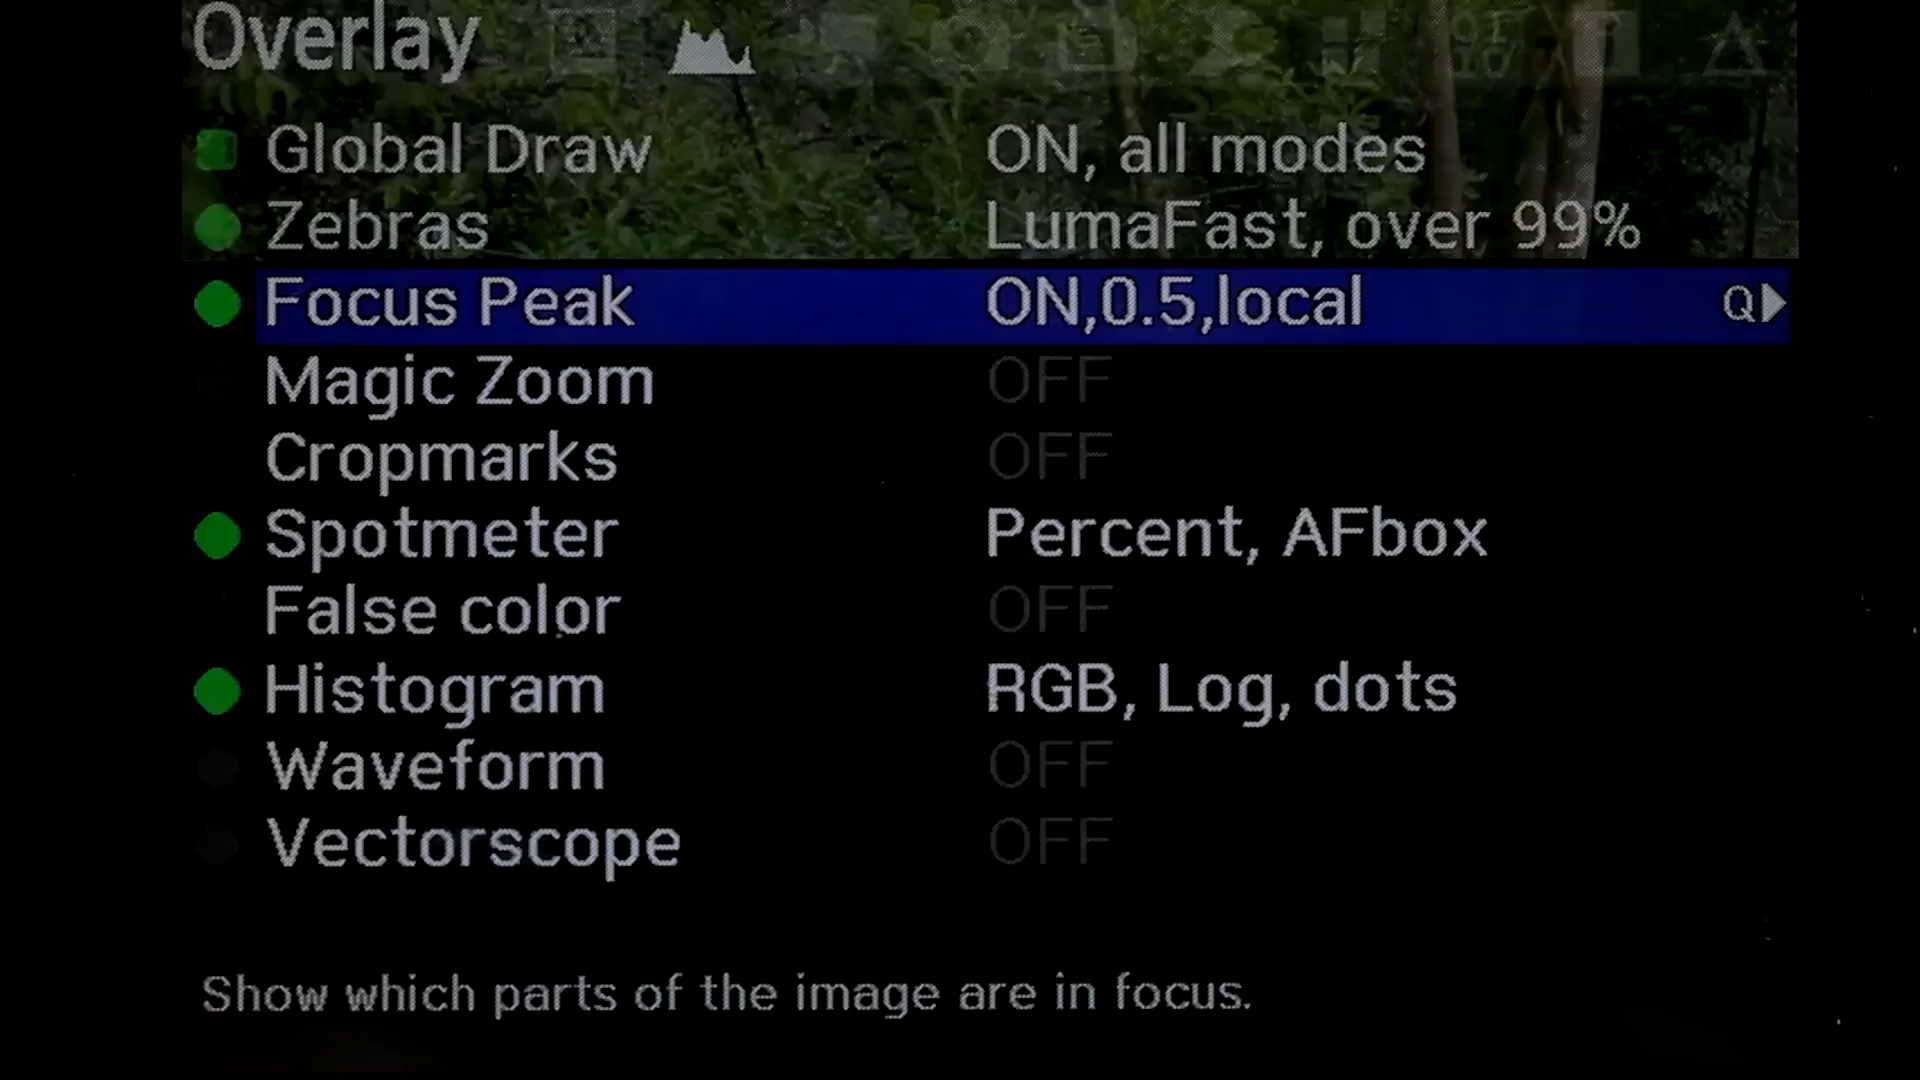 Overlay
Global Draw ON, all modes
Zebras LumaFast, over 99%
Focus Peak ON,0.5,local Q
Magic Zoom OFF
Cropmarks OFF
Spotmeter Percent, AFbox
False color OFF
Histogram RGB, Log, dots
Waveform OFF
Vectorscope OFF
Show which parts of the image are in focus.